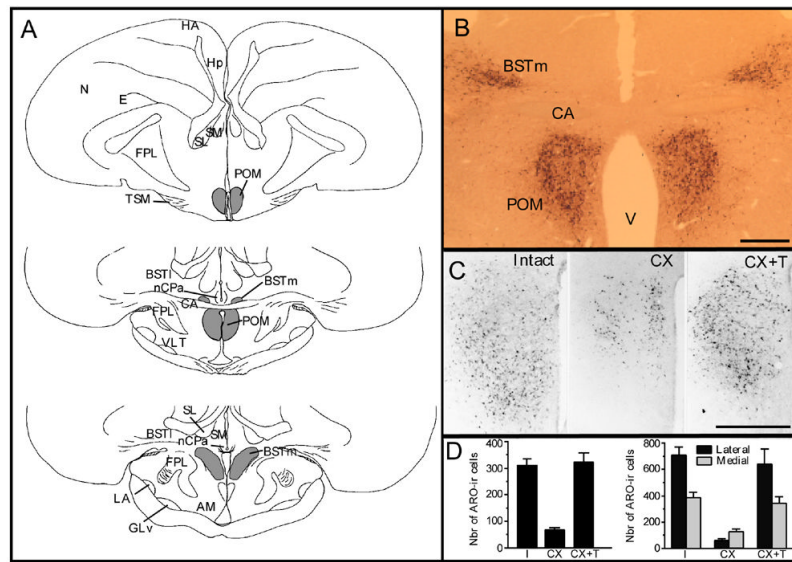 A
HA
Hp
N
E
SM
SL
FPL
POM
TSM
BSTl
nCPa
BSTm
CA
FPL
POM
VLT
SL
BSTl
SM
nCPa
BSTm
FPL
LA
AM
GLv
B
BSTm
CA
POM
V
C
Intact
CX
CX+T
D
Nbr of ARO-ir cells
400
300
200
100
0
I
CX
CX+T
Nbr of ARO-ir cells
800
600
400
200
0
Lateral
Medial
I
CX
CX+T